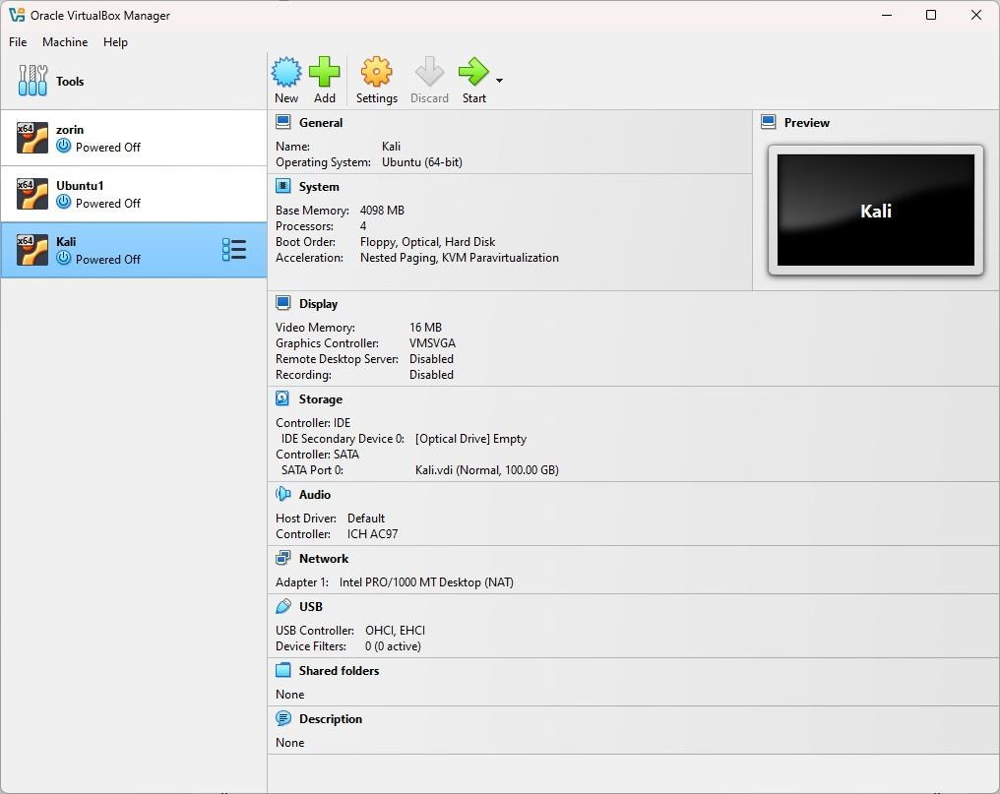 Oracle VirtualBox Manager
File Machine Help
Tools
New Add Settings Discard Start
x64 zorin
Powered Off
x64 Ubuntu1
Powered Off
x64 Kali
Powered Off
General
Name: Kali
Operating System: Ubuntu (64-bit)
System
Base Memory: 4098 MB
Processors: 4
Boot Order: Floppy, Optical, Hard Disk
Acceleration: Nested Paging, KVM Paravirtualization
Preview
Kali
Display
Video Memory: 16 MB
Graphics Controller: VMSVGA
Remote Desktop Server: Disabled
Recording: Disabled
Storage
Controller: IDE
IDE Secondary Device 0: [Optical Drive] Empty
Controller: SATA
SATA Port 0: Kali.vdi (Normal, 100.00 GB)
Audio
Host Driver: Default
Controller: ICH AC97
Network
Adapter 1: Intel PRO/1000 MT Desktop (NAT)
USB
USB Controller: OHCI, EHCI
Device Filters: 0 (0 active)
Shared folders
None
Description
None